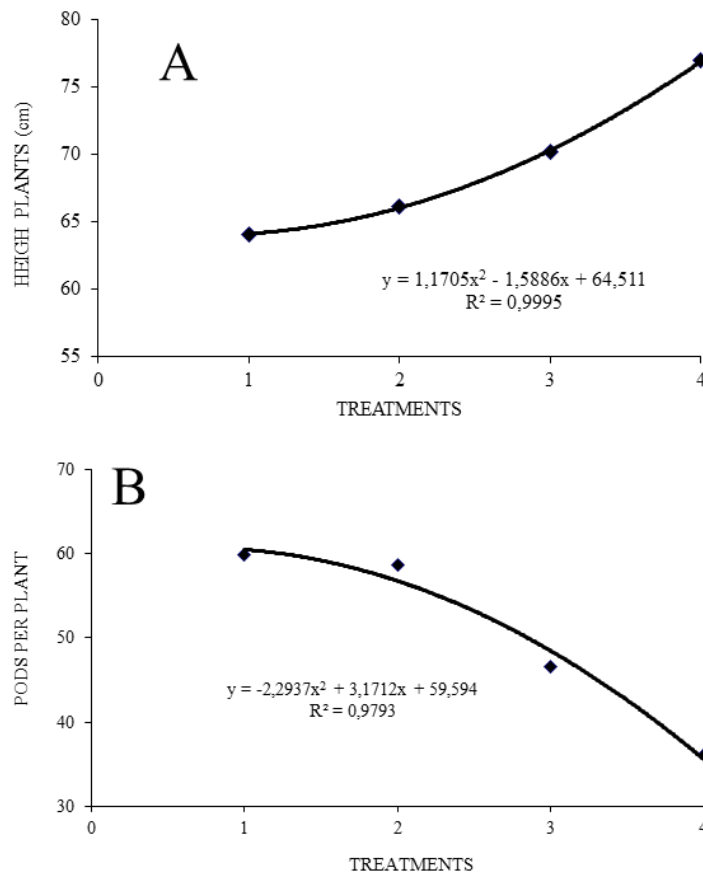 A
80
75
70
65
60
55
HEIGH PLANTS (cm)
y = 1,1705x² - 1,5886x + 64,511
R² = 0,9995
0 1 2 3 4
TREATMENTS
B
70
60
50
40
30
PODS PER PLANT
y = -2,2937x² + 3,1712x + 59,594
R² = 0,9793
0 1 2 3 4
TREATMENTS